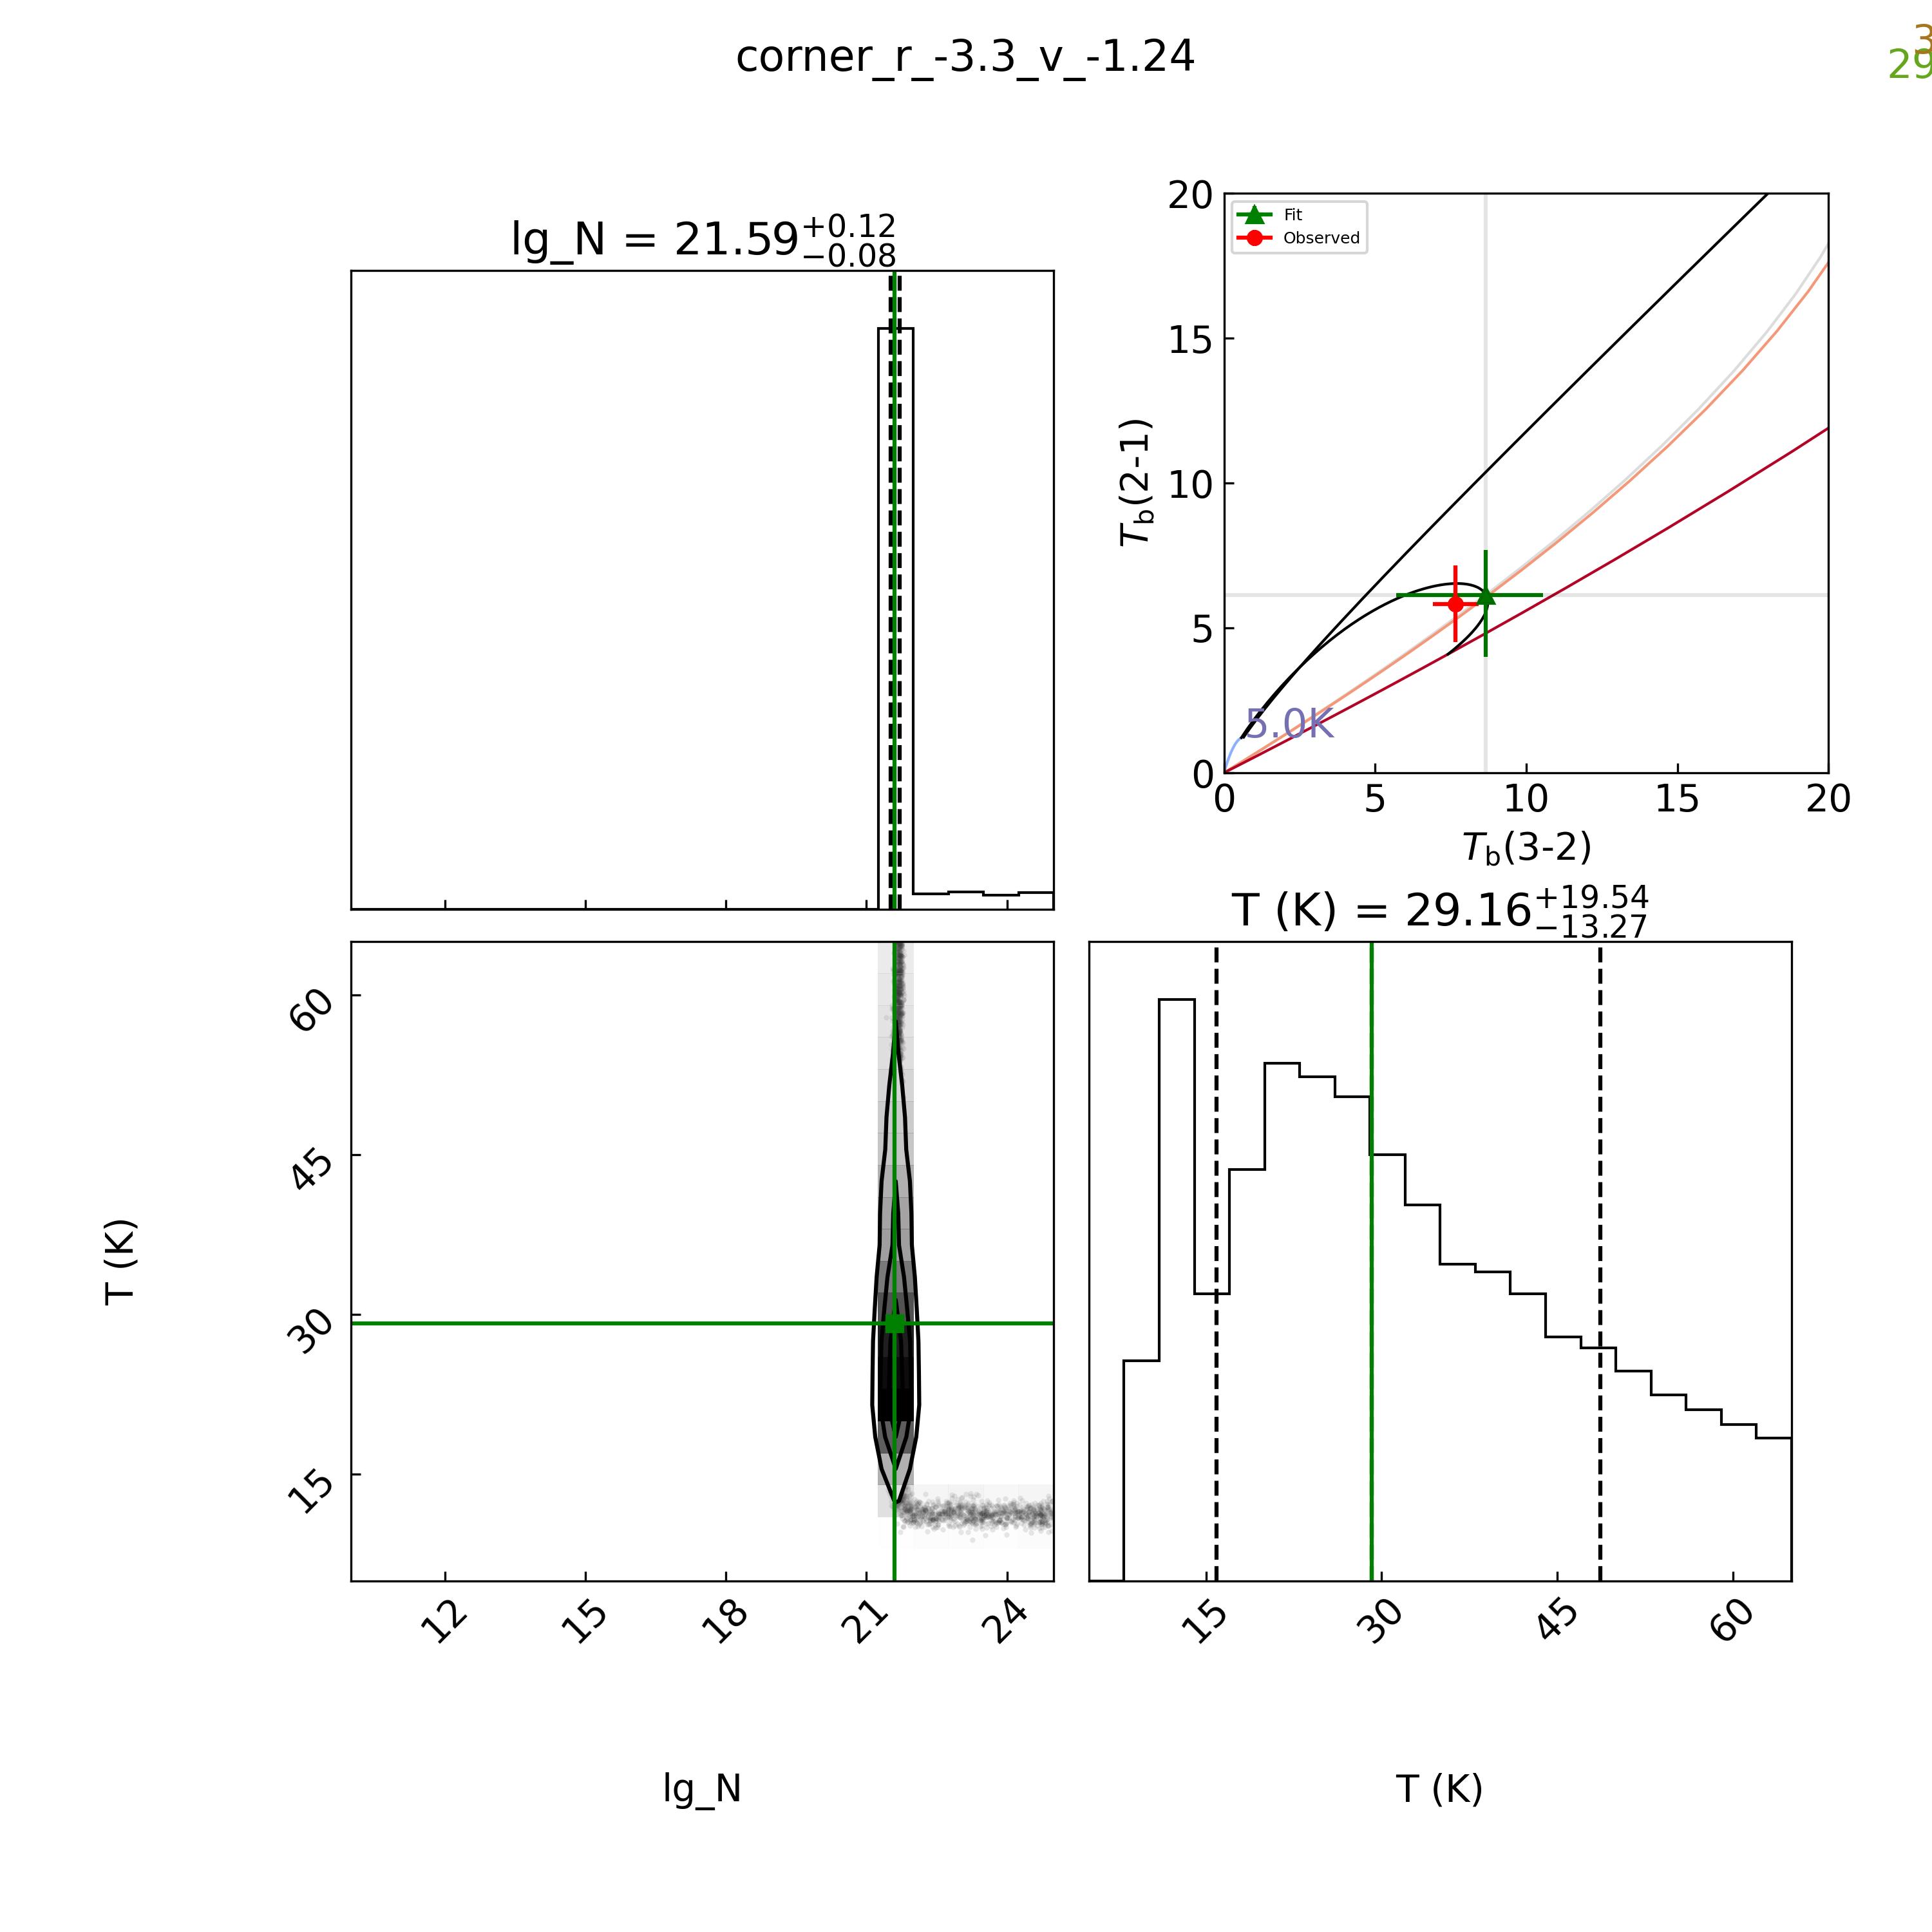 corner_r_-3.3_v_-1.24
3
29
lg_N = 21.59+0.12−0.08
20
15
10
5
0
Fit
Observed
Tb(2-1)
5.0K
0 5 10 15 20
Tb(3-2)
T (K) = 29.16+19.54−13.27
60
45
30
15
T (K)
12 15 18 21 24
15 30 45 60
lg_N
T (K)